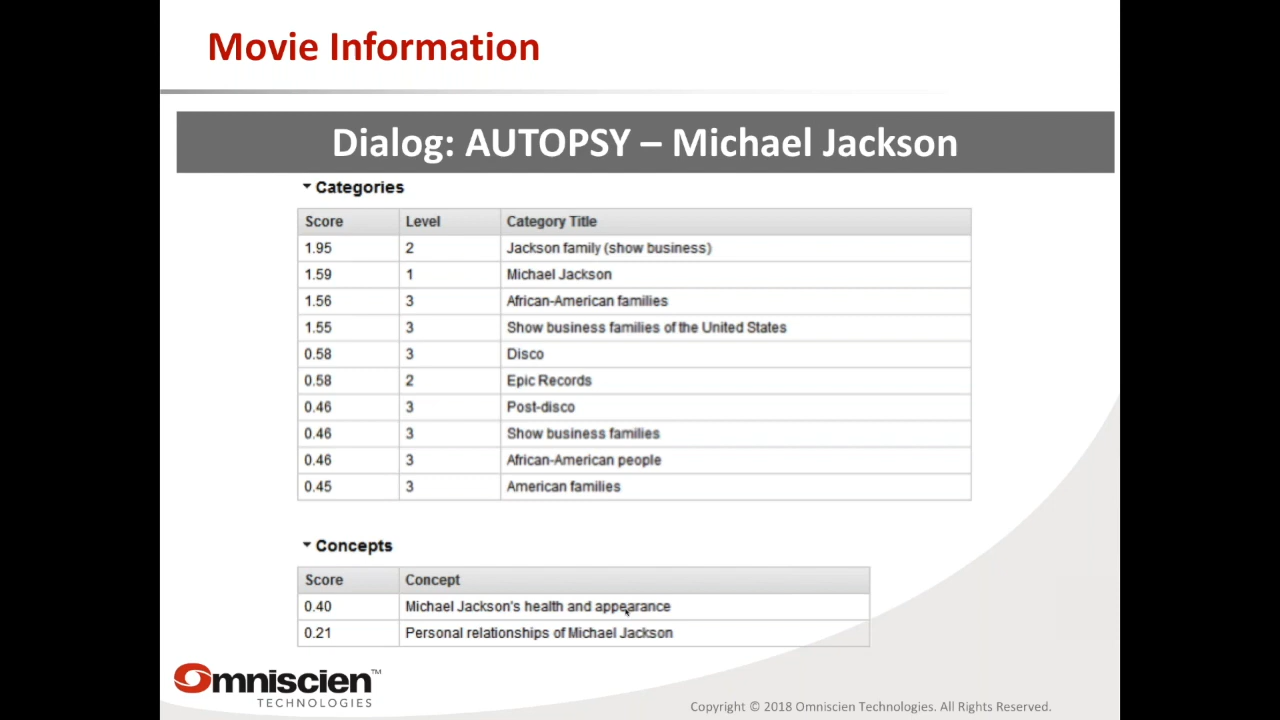 Movie Information
Dialog: AUTOPSY – Michael Jackson
Categories
Score Level Category Title
1.95 2 Jackson family (show business)
1.59 1 Michael Jackson
1.56 3 African-American families
1.55 3 Show business families of the United States
0.58 3 Disco
0.58 2 Epic Records
0.46 3 Post-disco
0.46 3 Show business families
0.46 3 African-American people
0.45 3 American families
Concepts
Score Concept
0.40 Michael Jackson's health and appearance
0.21 Personal relationships of Michael Jackson
Omniscien™
TECHNOLOGIES
Copyright © 2018 Omniscien Technologies. All Rights Reserved.